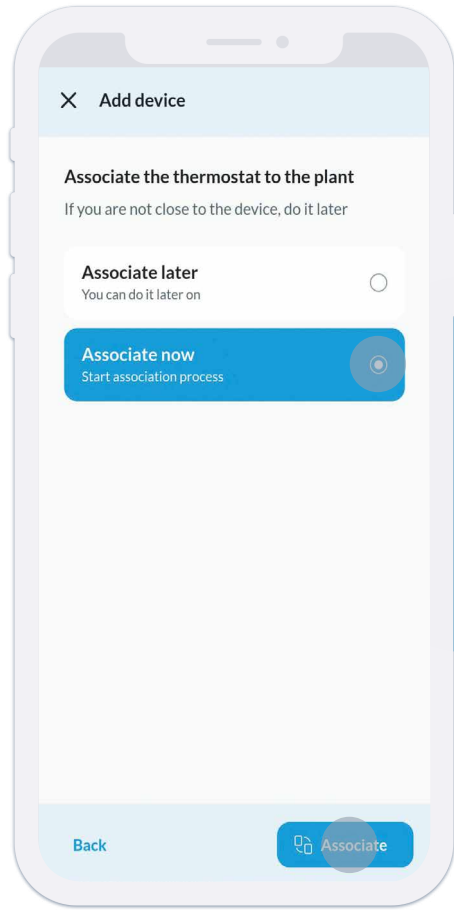 Add device
Associate the thermostat to the plant
If you are not close to the device, do it later
Associate later
You can do it later on
Associate now
Start association process
Back
Associate